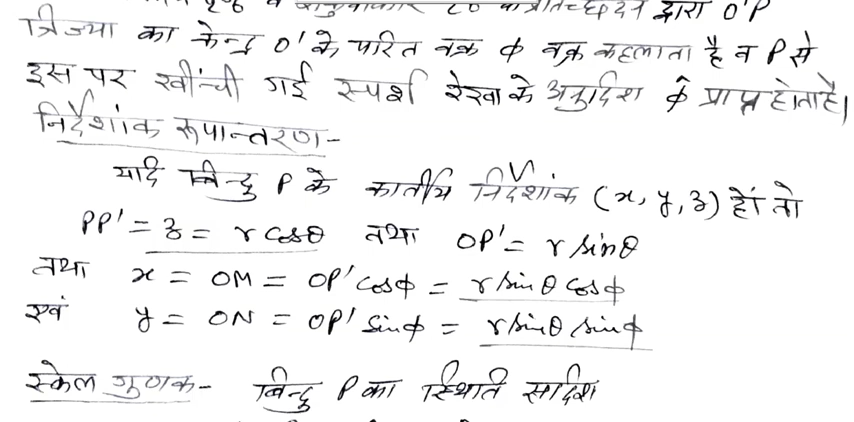 द्वारा O'P
त्रिज्या का केन्द्र O' के परित वक्र ϕ वक्र कहलाता है व P से
इस पर खींची गई स्पर्श रेखा के अनुदिश ϕ̂ प्राप्त होता है।
निर्देशांक रूपान्तरण-
यदि बिन्दु P के कार्तीय निर्देशांक (x, y, z) हों तो
PP' = z = r cosθ तथा OP' = r sinθ
तथा x = OM = OP' cosϕ = r sinθ cosϕ
एवं y = ON = OP' sinϕ = r sinθ sinϕ
स्केल गुणक- बिन्दु P का स्थिति सदिश